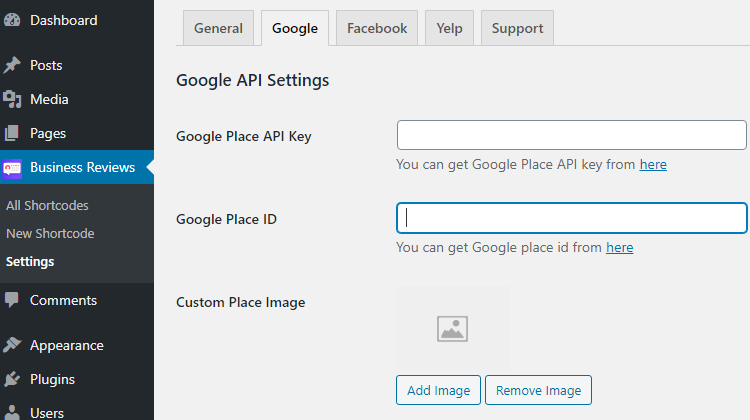 Dashboard
Posts
Media
Pages
Business Reviews
All Shortcodes
New Shortcode
Settings
Comments
Appearance
Plugins
Users
General Google Facebook Yelp Support
Google API Settings
Google Place API Key
You can get Google Place API key from here
Google Place ID
You can get Google place id from here
Custom Place Image
Add Image Remove Image